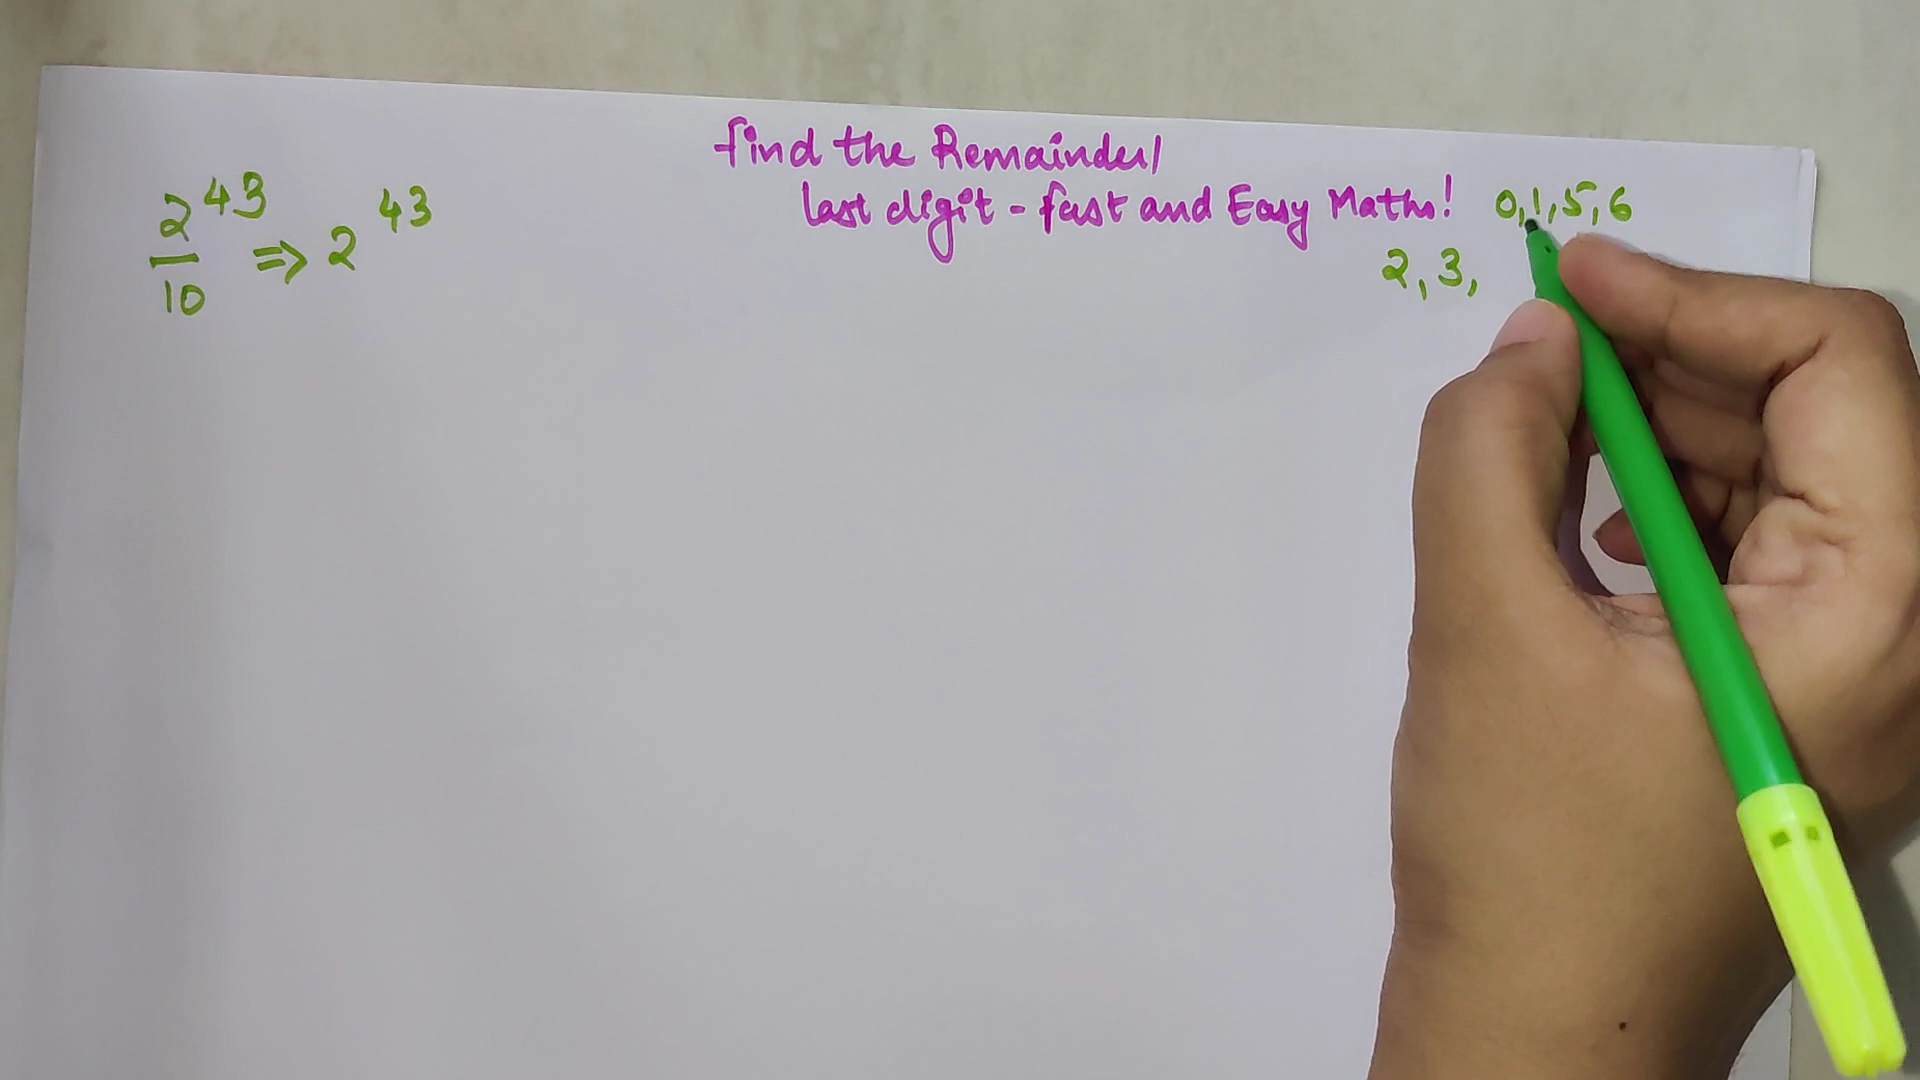 find the Remainder/
last digit - fast and Easy Maths!
0,1,5,6
2, 3,
2^43
10
⇒ 2^43